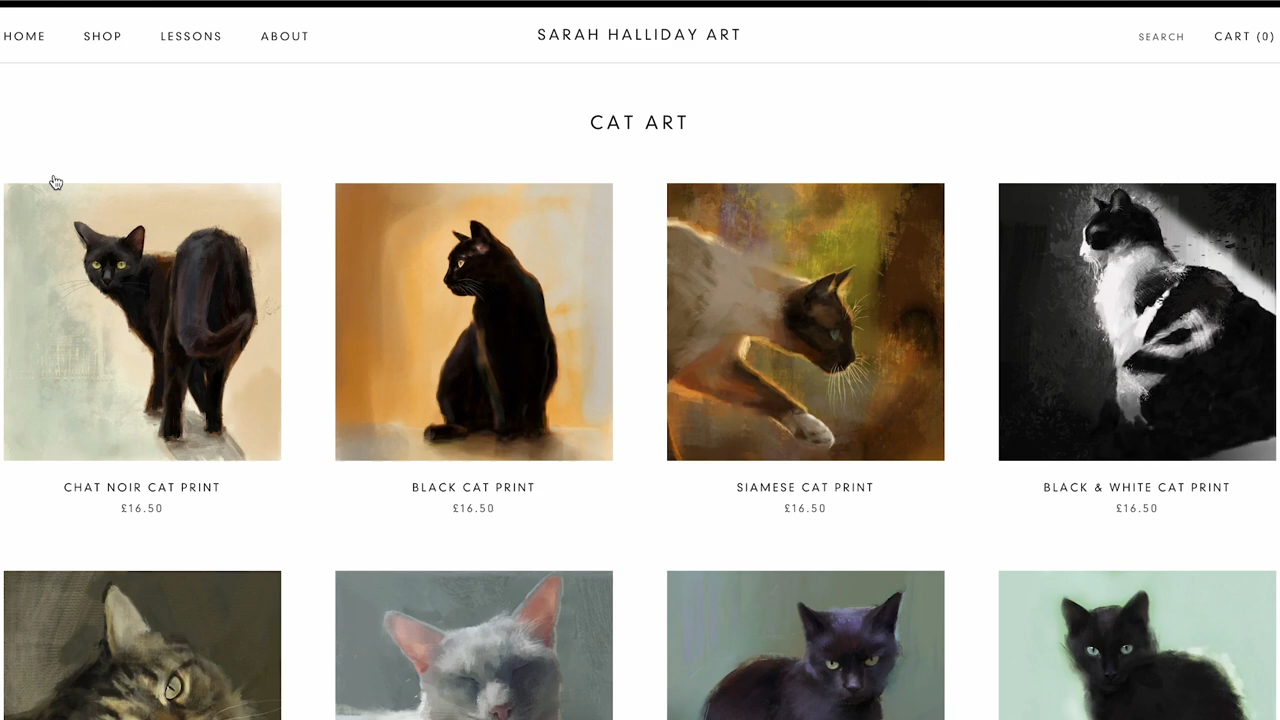 HOME SHOP LESSONS ABOUT SARAH HALLIDAY ART SEARCH CART (0)
CAT ART
CHAT NOIR CAT PRINT
£16.50
BLACK CAT PRINT
£16.50
SIAMESE CAT PRINT
£16.50
BLACK & WHITE CAT PRINT
£16.50